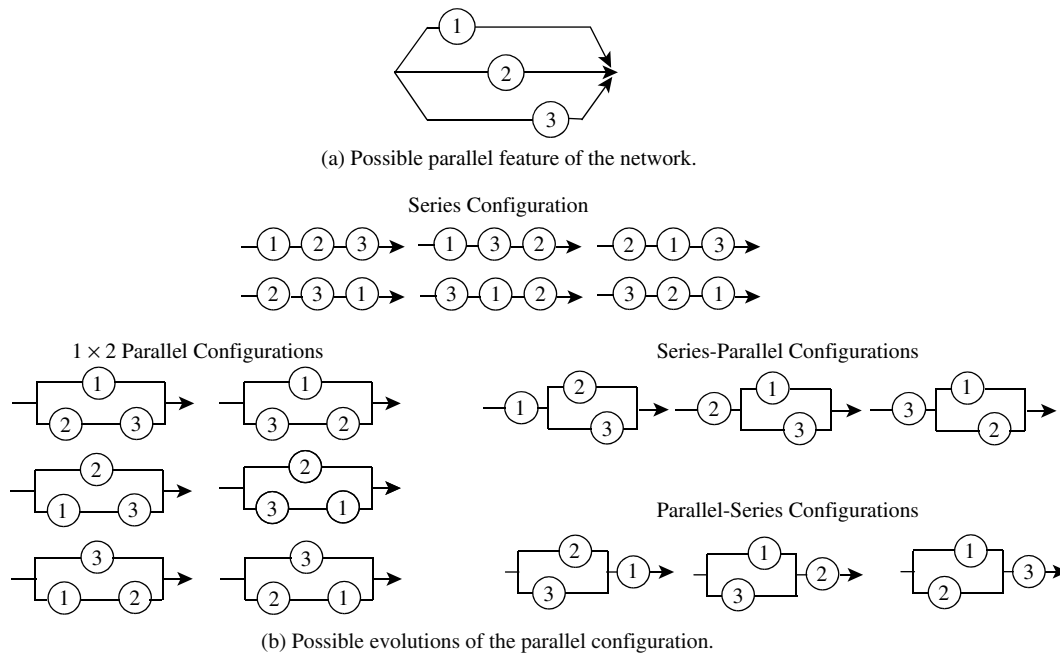 1
2
3
(a) Possible parallel feature of the network.
Series Configuration
1 2 3 1 3 2 2 1 3
2 3 1 3 1 2 3 2 1
1 × 2 Parallel Configurations
1 1
2 3 3 2
2 2
1 3 3 1
3 3
1 2 2 1
Series-Parallel Configurations
2 1 1
1 2 3
3 3 2
Parallel-Series Configurations
2 1 1
1 2 3
3 3 2
(b) Possible evolutions of the parallel configuration.